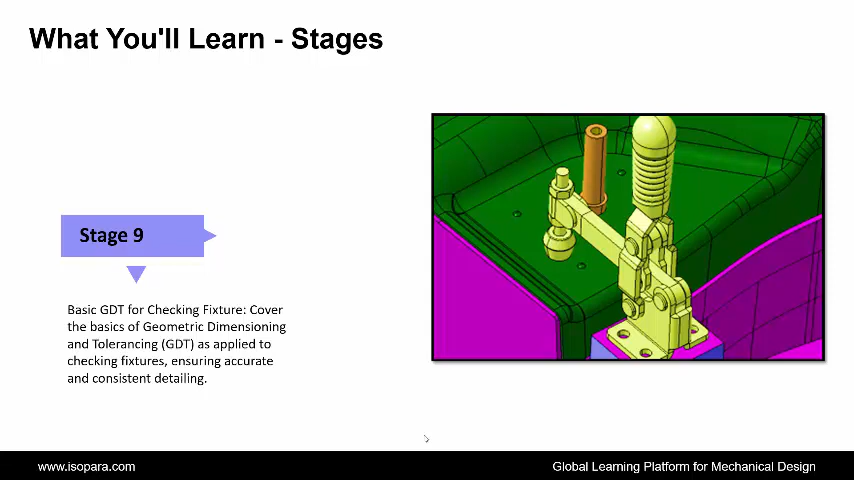 What You'll Learn - Stages
Stage 9
Basic GDT for Checking Fixture: Cover
the basics of Geometric Dimensioning
and Tolerancing (GDT) as applied to
checking fixtures, ensuring accurate
and consistent detailing.
www.isopara.com
Global Learning Platform for Mechanical Design